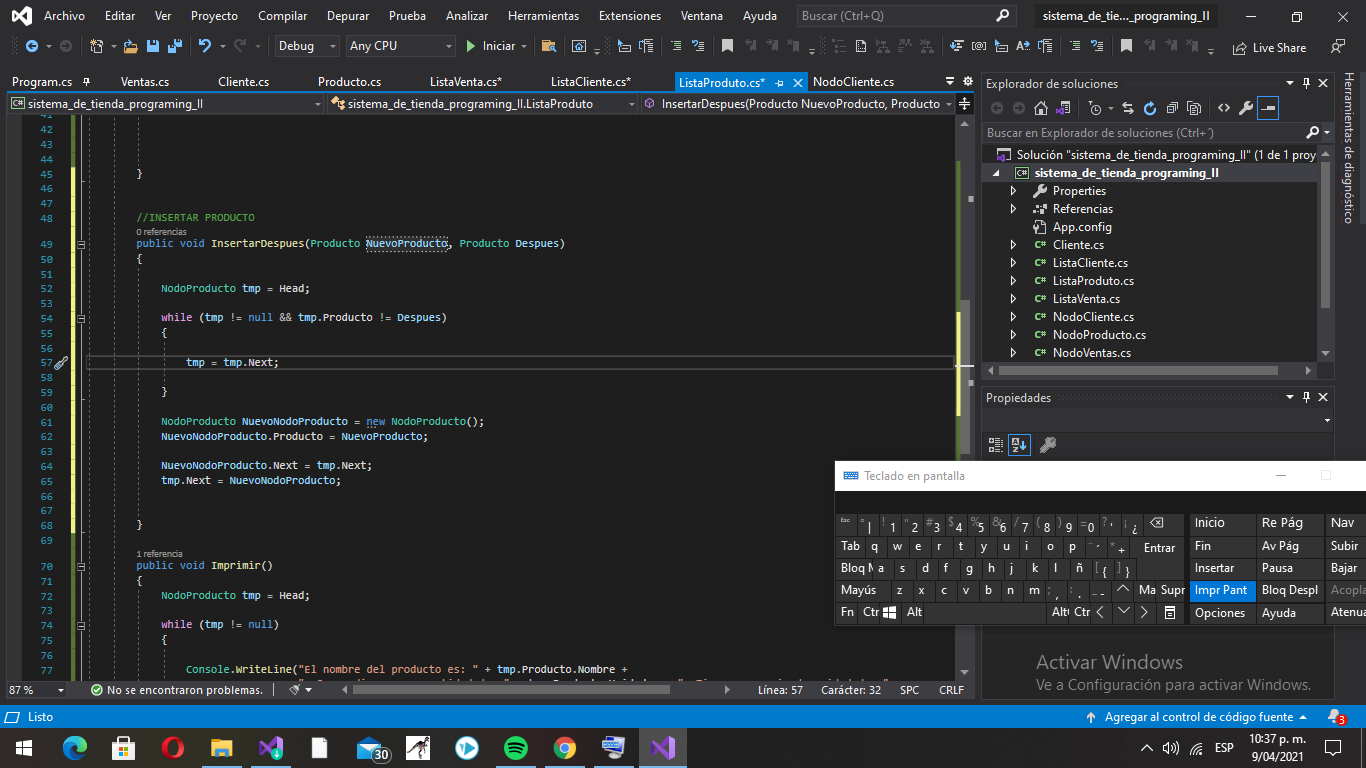 Archivo Editar Ver Proyecto Compilar Depurar Prueba Analizar Herramientas Extensiones Ventana Ayuda Buscar (Ctrl+Q) sistema_de_tie..._programing_II
Debug Any CPU Iniciar Live Share
Program.cs Ventas.cs Cliente.cs Producto.cs ListaVenta.cs* ListaCliente.cs* ListaProduto.cs* NodoCliente.cs
sistema_de_tienda_programing_II sistema_de_tienda_programing_II.ListaProduto InsertarDespues(Producto NuevoProducto, Producto
41
42
43
44
45 }
46
47
48 //INSERTAR PRODUCTO
0 referencias
49 public void InsertarDespues(Producto NuevoProducto, Producto Despues)
50 {
51
52 NodoProducto tmp = Head;
53
54 while (tmp != null && tmp.Producto != Despues)
55 {
56
57 tmp = tmp.Next;
58
59 }
60
61 NodoProducto NuevoNodoProducto = new NodoProducto();
62 NuevoNodoProducto.Producto = NuevoProducto;
63
64 NuevoNodoProducto.Next = tmp.Next;
65 tmp.Next = NuevoNodoProducto;
66
67
68 }
69
1 referencia
70 public void Imprimir()
71 {
72 NodoProducto tmp = Head;
73
74 while (tmp != null)
75 {
76
77 Console.WriteLine("El nombre del producto es: " + tmp.Producto.Nombre +
87 % No se encontraron problemas. Línea: 57 Carácter: 32 SPC CRLF
Explorador de soluciones
Buscar en Explorador de soluciones (Ctrl+´)
Solución "sistema_de_tienda_programing_II" (1 de 1 proy
sistema_de_tienda_programing_II
Properties
Referencias
App.config
Cliente.cs
ListaCliente.cs
ListaProduto.cs
ListaVenta.cs
NodoCliente.cs
NodoProducto.cs
NodoVentas.cs
Herramientas de diagnóstico
Propiedades
Teclado en pantalla
esc ° | ! 1 " 2 # 3 $ 4 % 5 & 6 / 7 ( 8 ) 9 = 0 ? ' ¡ ¿ Inicio Re Pág Nav
Tab q w e r t y u i o p ¨ ´ * + Entrar Fin Av Pág Subir
Bloq M a s d f g h j k l ñ [ { ] } Insertar Pausa Bajar
Mayús z x c v b n m ; , : . _ - Ma Supr Impr Pant Bloq Despl Acopla
Fn Ctr Alt Alt Ctr Opciones Ayuda Atenua
Activar Windows
Ve a Configuración para activar Windows.
Listo Agregar al control de código fuente 3
30 ESP 10:37 p. m.
9/04/2021